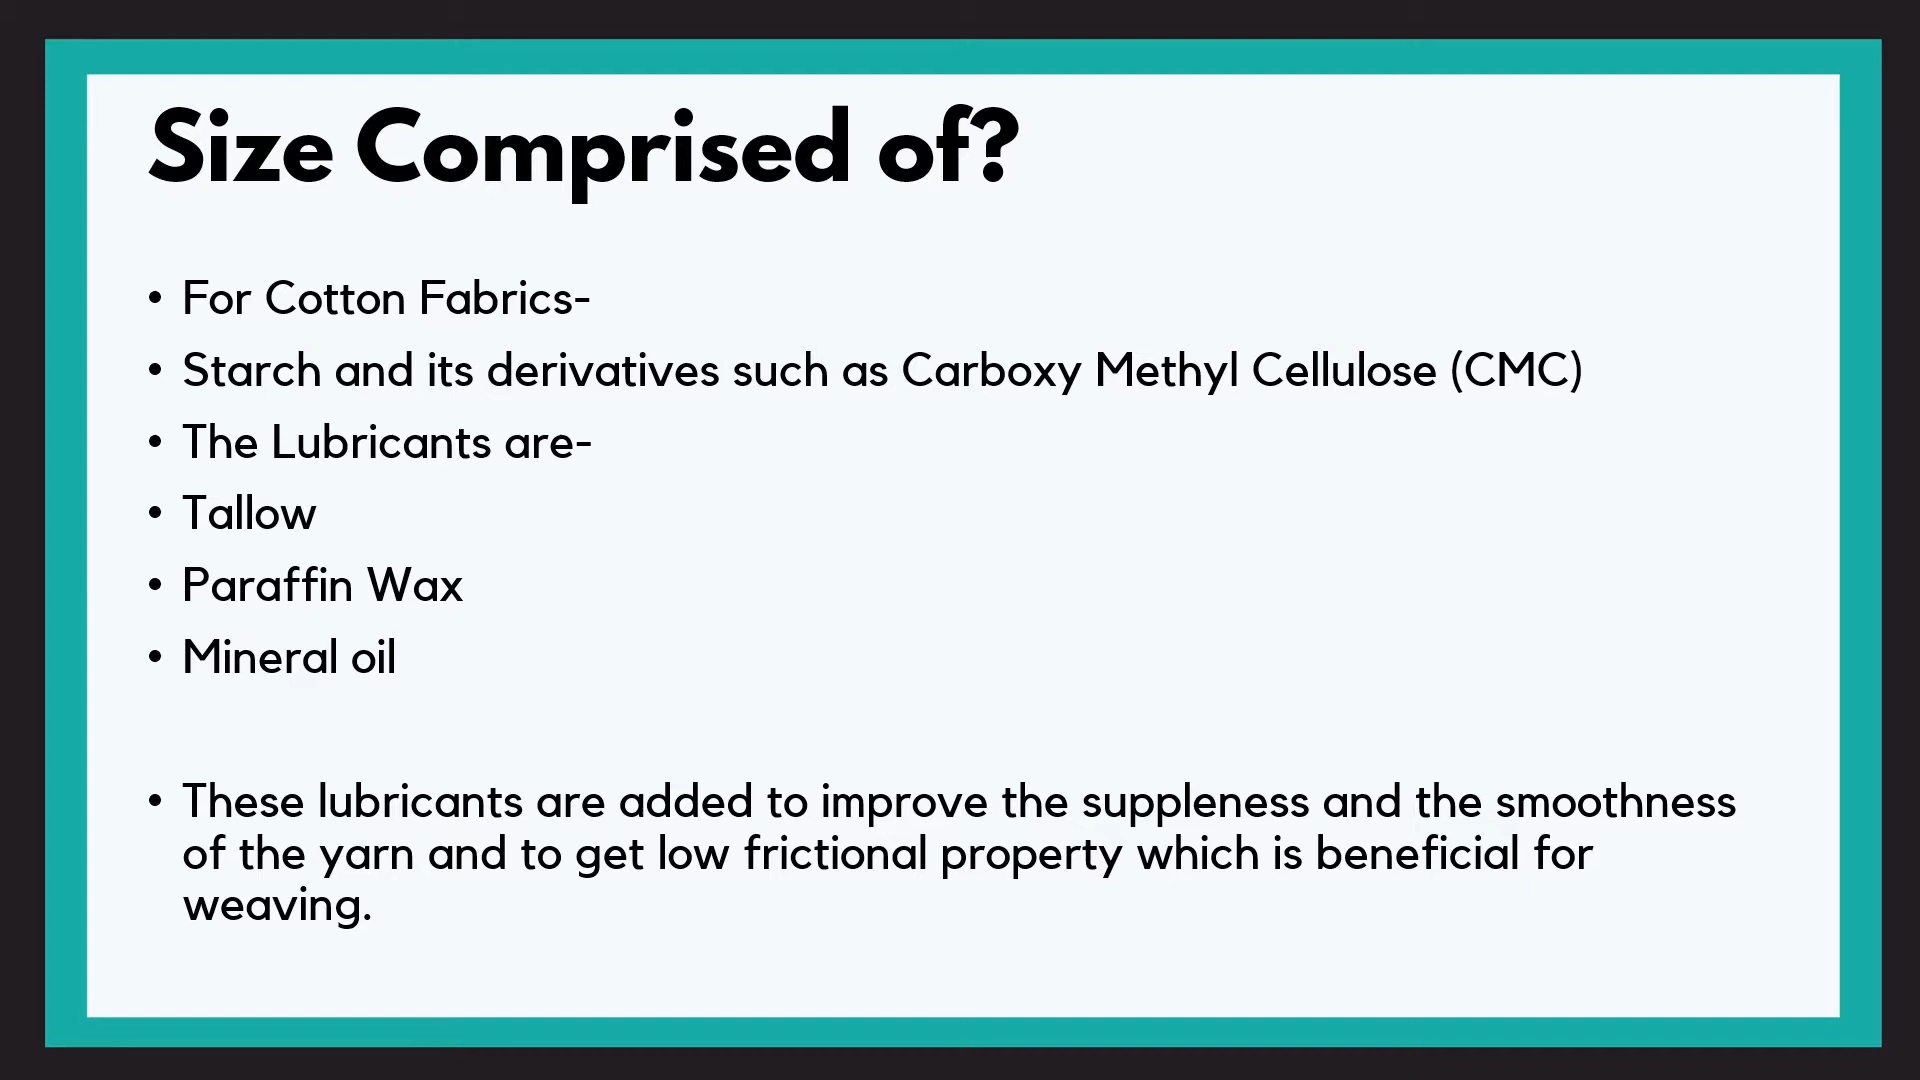 Size Comprised of?
• For Cotton Fabrics-
• Starch and its derivatives such as Carboxy Methyl Cellulose (CMC)
• The Lubricants are-
• Tallow
• Paraffin Wax
• Mineral oil
• These lubricants are added to improve the suppleness and the smoothness
of the yarn and to get low frictional property which is beneficial for
weaving.